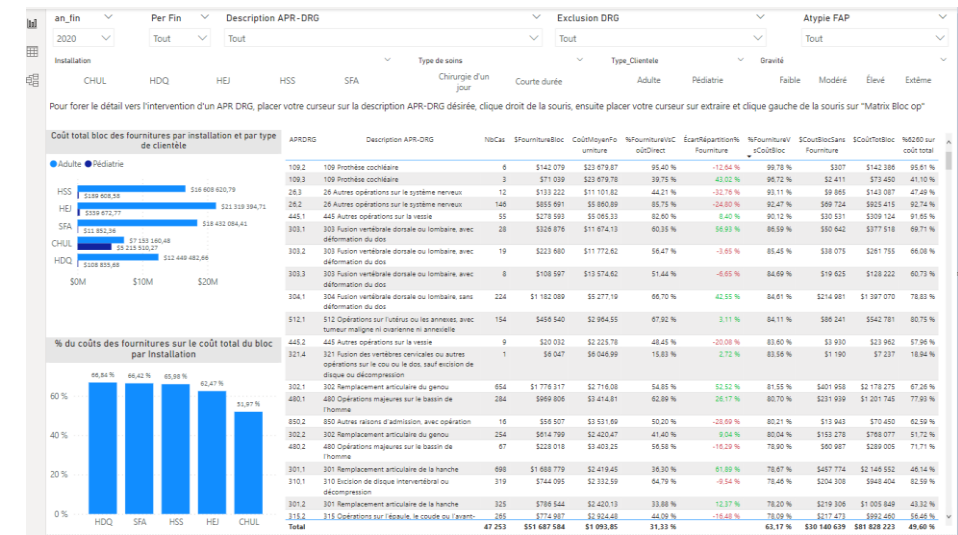 an_fin Per Fin Description APR-DRG Exclusion DRG Atypie FAP
2020 Tout Tout Tout Tout
Installation Type de soins Type_Clientele Gravité
CHUL HDQ HEJ HSS SFA Chirurgie d'un jour Courte durée Adulte Pédiatrie Faible Modéré Élevé Extême
Pour forer le détail vers l'intervention d'un APR DRG, placer votre curseur sur la description APR-DRG désirée, clique droit de la souris, ensuite placer votre curseur sur extraire et clique gauche de la souris sur "Matrix Bloc op"
Coût total bloc des fournitures par installation et par type
de clientèle
Adulte Pédiatrie
HSS $16 608 620,79
$189 608,58
HEJ $21 319 394,71
$359 672,77
SFA $18 432 084,41
$11 852,36
CHUL $7 153 160,48
$5 215 510,27
HDQ $12 449 482,66
$108 855,68
$0M $10M $20M
% du coûts des fournitures sur le coût total du bloc
par Installation
66,84 % 66,42 % 65,98 % 62,47 % 51,97 %
60 %
40 %
20 %
0 %
HDQ SFA HSS HEJ CHUL
APRDRG Description APR-DRG NbCas $FournitureBloc CoûtMoyenFourniture %FournitureVsCoûtDirect ÉcartRépartition%Fourniture %FournitureVsCoûtBloc $CoutBlocSansFourniture $CoûtTotBloc %6260 sur coût total
109.2 109 Prothèse cochléaire 6 $142 079 $23 679,87 95,40 % -12,64 % 99,78 % $307 $142 386 95,61 %
109.3 109 Prothèse cochléaire 3 $71 039 $23 679,78 39,75 % 43,02 % 96,72 % $2 411 $73 450 41,10 %
26.3 26 Autres opérations sur le système nerveux 12 $133 222 $11 101,82 44,21 % -32,76 % 93,11 % $9 865 $143 087 47,48 %
26.2 26 Autres opérations sur le système nerveux 146 $855 691 $5 860,89 85,75 % -24,80 % 92,47 % $69 724 $925 415 92,74 %
445.1 445 Autres opérations sur la vessie 55 $278 593 $5 065,33 82,60 % 8,40 % 90,12 % $30 531 $309 124 91,65 %
303.1 303 Fusion vertébrale dorsale ou lombaire, avec déformation du dos 28 $326 876 $11 674,13 60,35 % 56,93 % 86,59 % $50 642 $377 518 69,71 %
303.2 303 Fusion vertébrale dorsale ou lombaire, avec déformation du dos 19 $223 680 $11 772,62 56,47 % -3,65 % 85,45 % $38 075 $261 755 66,08 %
303.3 303 Fusion vertébrale dorsale ou lombaire, avec déformation du dos 8 $108 597 $13 574,62 51,44 % -6,65 % 84,69 % $19 625 $128 222 60,73 %
304.1 304 Fusion vertébrale dorsale ou lombaire, sans déformation du dos 224 $1 182 089 $5 277,19 66,70 % 42,55 % 84,61 % $214 981 $1 397 070 78,83 %
512.1 512 Opérations sur l'utérus ou les annexes, avec tumeur maligne ni ovarienne ni annexielle 154 $456 540 $2 964,55 67,92 % 3,11 % 84,11 % $86 241 $542 781 80,75 %
445.2 445 Autres opérations sur la vessie 9 $20 032 $2 225,78 48,45 % -20,08 % 83,60 % $3 930 $23 962 57,96 %
321.4 321 Fusion des vertèbres cervicales ou autres opérations sur le cou ou le dos, sauf excision de disque ou décompression 1 $6 047 $6 046,99 15,83 % 2,72 % 83,56 % $1 190 $7 237 18,94 %
302.1 302 Remplacement articulaire du genou 654 $1 776 317 $2 716,08 54,85 % 52,52 % 81,55 % $401 958 $2 178 275 67,26 %
480.1 480 Opérations majeures sur le bassin de l'homme 284 $969 806 $3 414,81 62,89 % 26,17 % 80,70 % $231 939 $1 201 745 77,93 %
850.2 850 Autres raisons d'admission, avec opération 16 $56 507 $3 531,69 50,20 % -28,69 % 80,21 % $13 943 $70 450 62,59 %
302.2 302 Remplacement articulaire du genou 254 $614 799 $2 420,47 41,40 % 9,04 % 80,04 % $153 278 $768 077 51,72 %
480.2 480 Opérations majeures sur le bassin de l'homme 67 $228 018 $3 403,25 56,58 % -16,29 % 78,90 % $60 987 $289 005 71,71 %
301.1 301 Remplacement articulaire de la hanche 698 $1 688 779 $2 419,45 36,30 % 61,89 % 78,67 % $457 774 $2 146 552 46,14 %
310.1 310 Excision de disque intervertébral ou décompression 319 $744 095 $2 332,59 64,79 % -9,54 % 78,46 % $204 308 $948 404 82,59 %
301.2 301 Remplacement articulaire de la hanche 325 $786 544 $2 420,13 33,88 % 12,37 % 78,20 % $219 306 $1 005 849 43,32 %
315.2 315 Opérations sur l'épaule, le coude ou l'avant- 265 $774 987 $2 924,48 44,09 % -16,48 % 78,09 % $217 473 $992 460 56,46 %
Total 47 253 $51 687 584 $1 093,85 31,33 % 63,17 % $30 140 639 $81 828 223 49,60 %